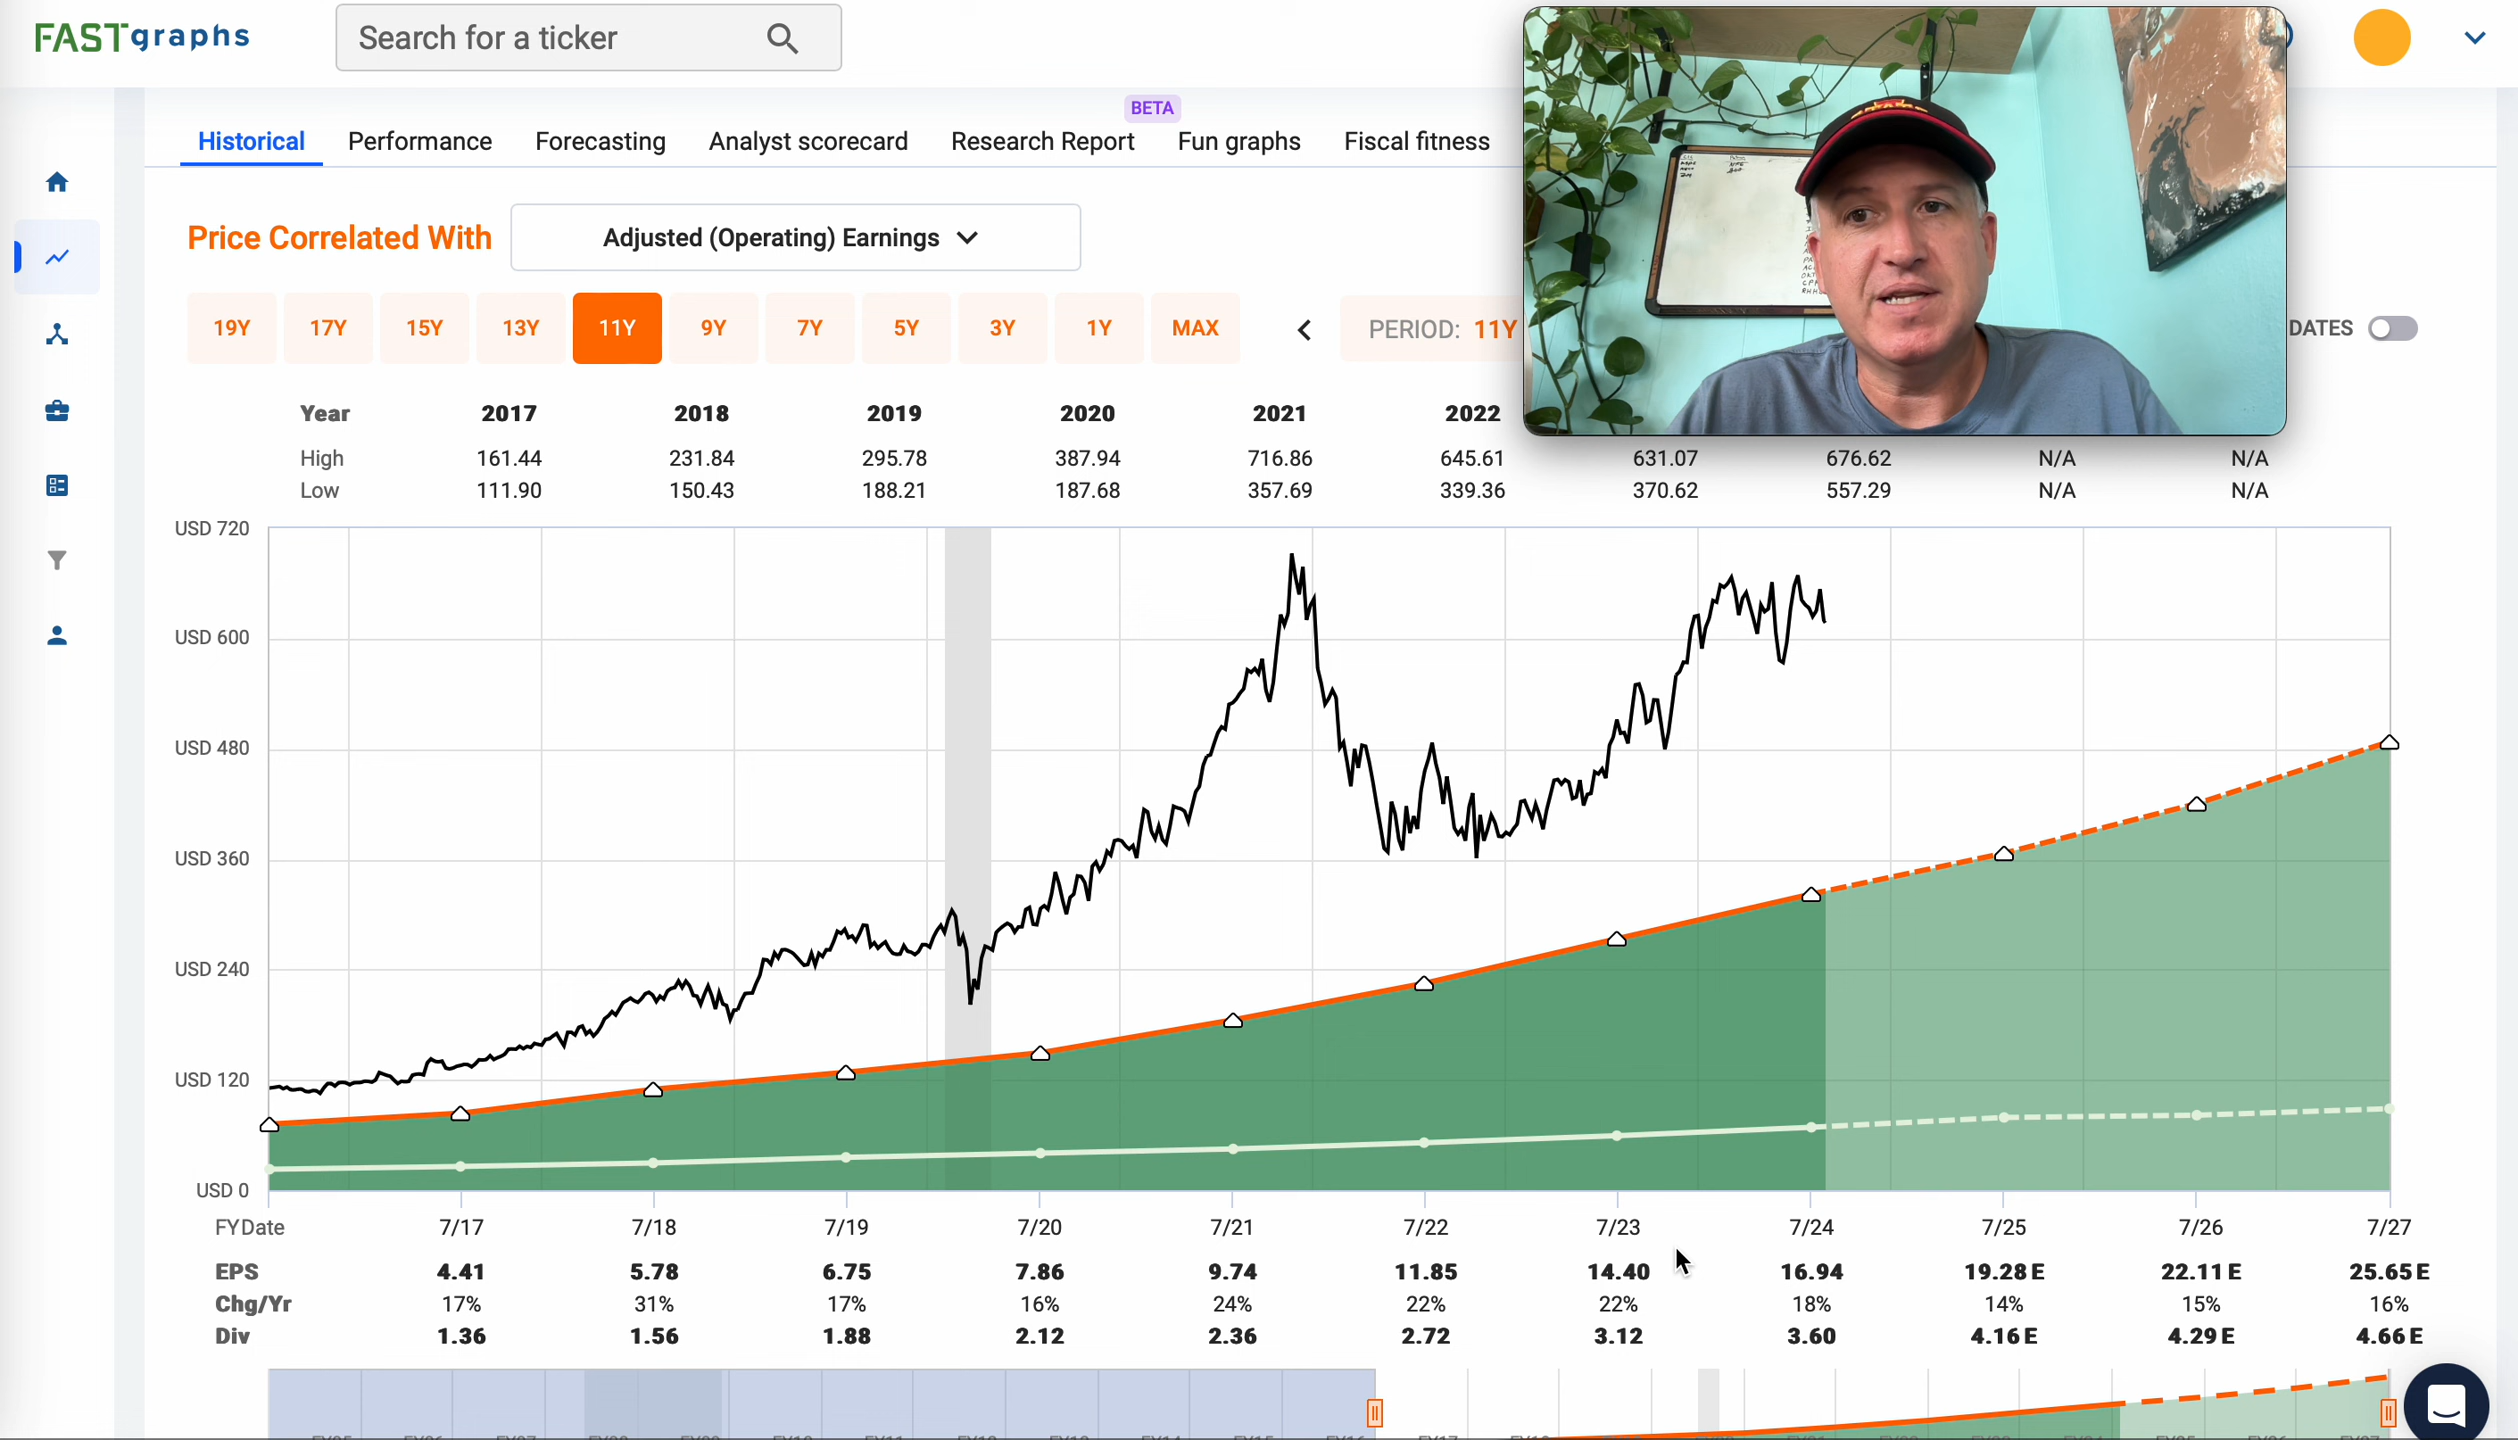 FASTgraphs
Search for a ticker
BETA
Historical Performance Forecasting Analyst scorecard Research Report Fun graphs Fiscal fitness
Price Correlated With Adjusted (Operating) Earnings
19Y 17Y 15Y 13Y 11Y 9Y 7Y 5Y 3Y 1Y MAX PERIOD: 11Y DATES
Year 2017 2018 2019 2020 2021 2022
High 161.44 231.84 295.78 387.94 716.86 645.61 631.07 676.62 N/A N/A
Low 111.90 150.43 188.21 187.68 357.69 339.36 370.62 557.29 N/A N/A
USD 720
USD 600
USD 480
USD 360
USD 240
USD 120
USD 0
FYDate 7/17 7/18 7/19 7/20 7/21 7/22 7/23 7/24 7/25 7/26 7/27
EPS 4.41 5.78 6.75 7.86 9.74 11.85 14.40 16.94 19.28E 22.11E 25.65E
Chg/Yr 17% 31% 17% 16% 24% 22% 22% 18% 14% 15% 16%
Div 1.36 1.56 1.88 2.12 2.36 2.72 3.12 3.60 4.16E 4.29E 4.66E